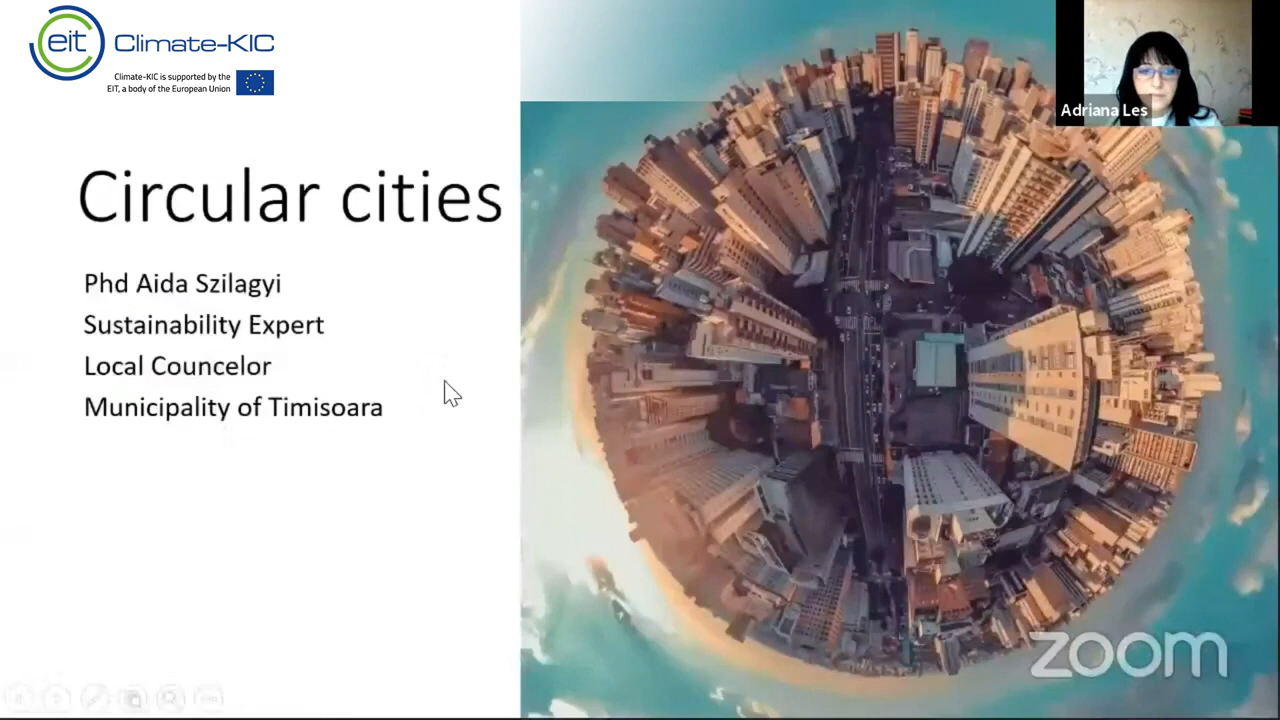 eit Climate-KIC
Climate-KIC is supported by the
EIT, a body of the European Union
Adriana Les
Circular cities
Phd Aida Szilagyi
Sustainability Expert
Local Councelor
Municipality of Timisoara
zoom